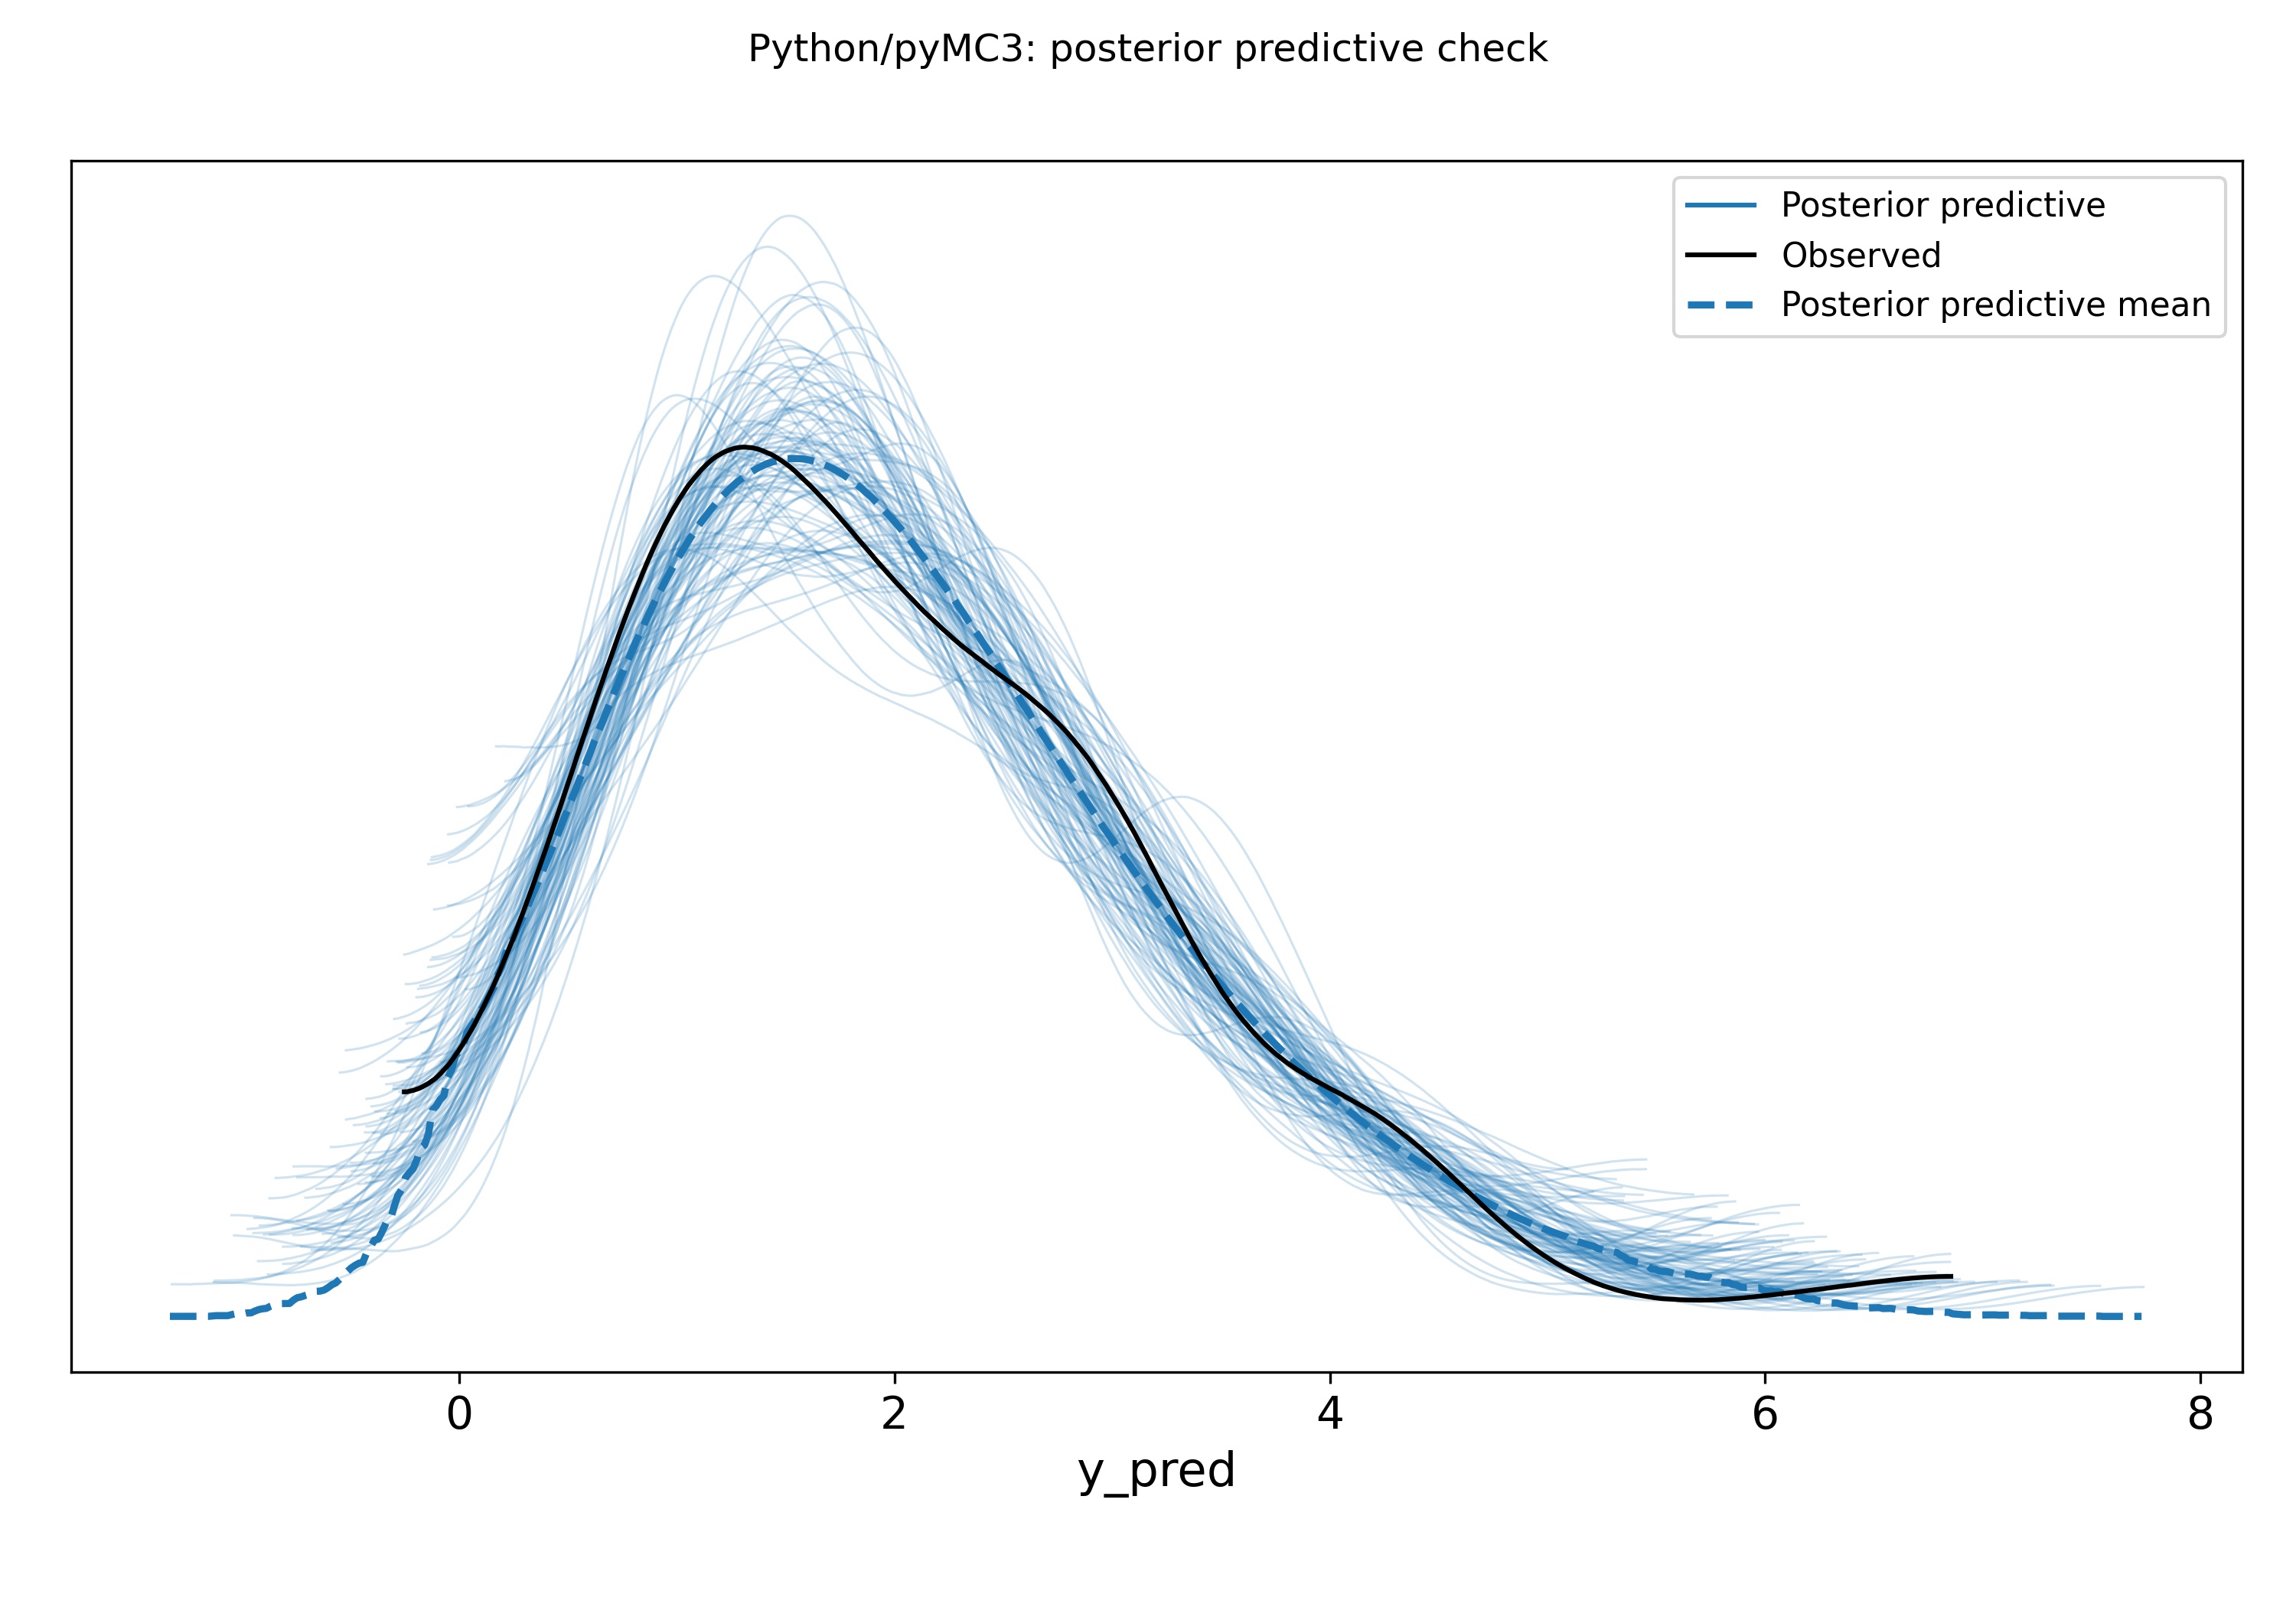 Python/pyMC3: posterior predictive check
Posterior predictive
Observed
Posterior predictive mean
0 2 4 6 8
y_pred